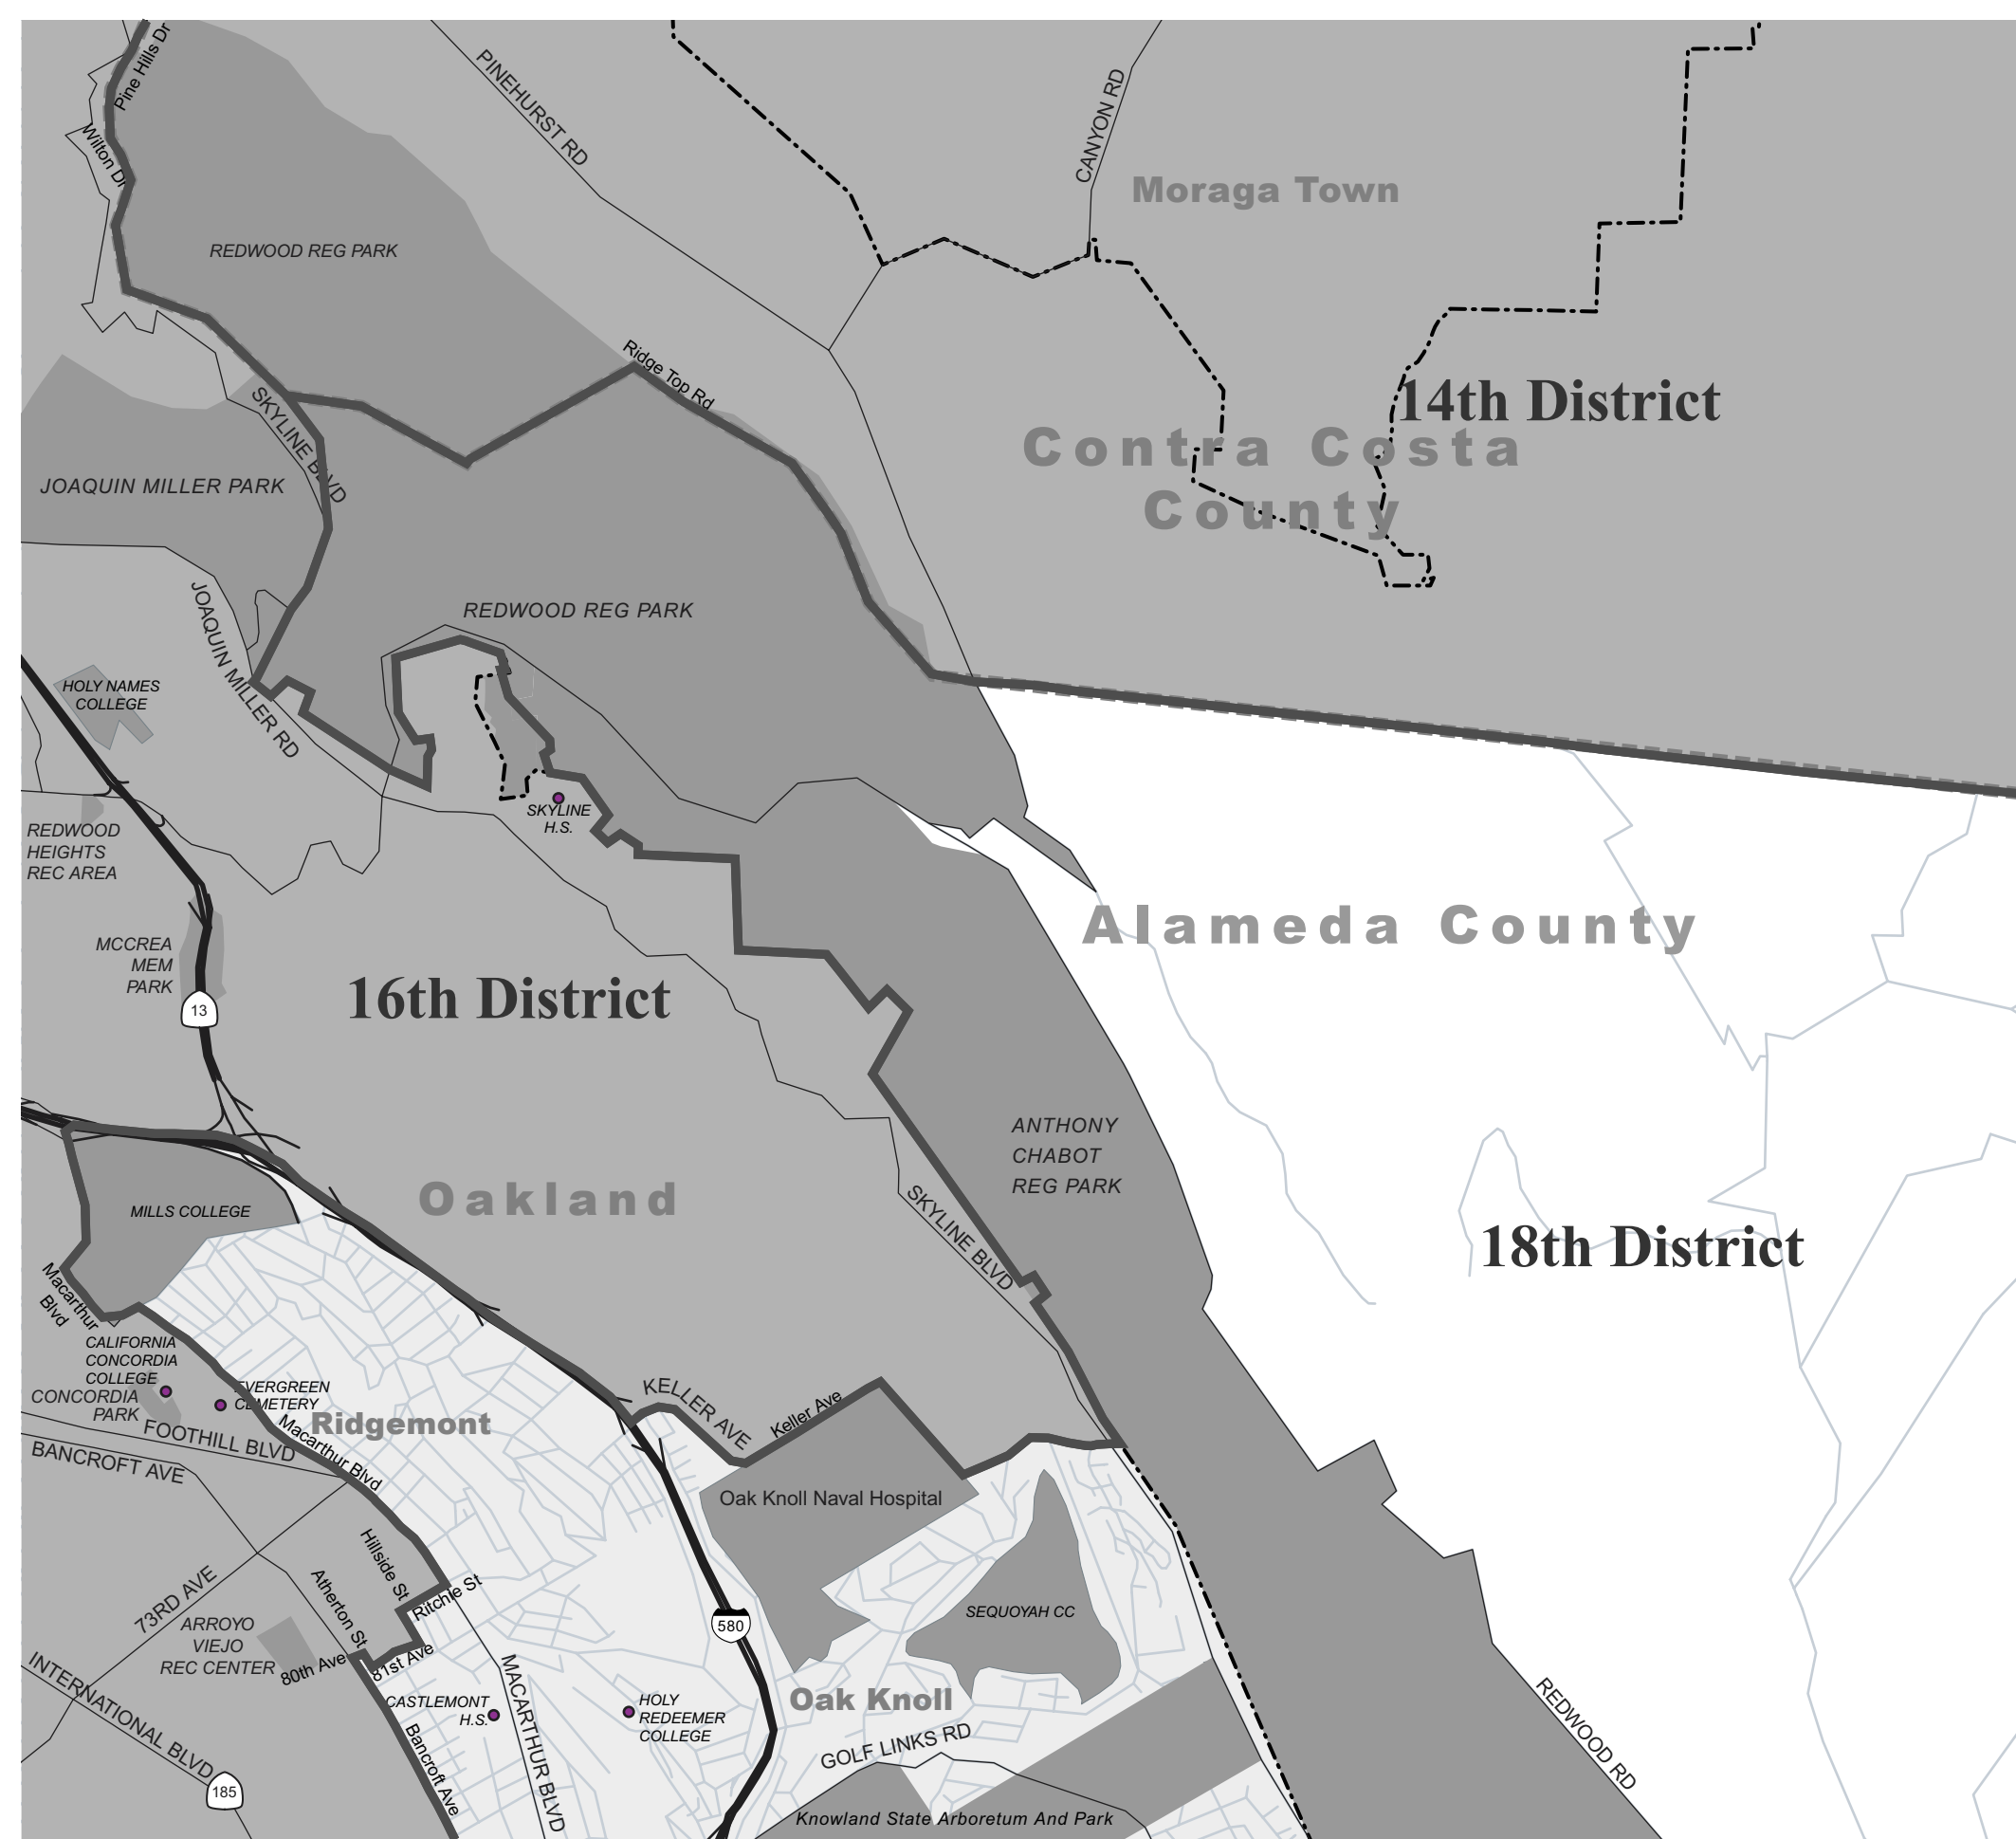 Pine Hills Dr
PINEHURST RD
CANYON RD
Wilton Dr
Moraga Town
REDWOOD REG PARK
Ridge Top Rd
14th District
SKYLINE BLVD
Contra Costa
County
JOAQUIN MILLER PARK
REDWOOD REG PARK
JOAQUIN MILLER RD
HOLY NAMES
COLLEGE
SKYLINE
H.S.
REDWOOD
HEIGHTS
REC AREA
Alameda County
MCCREA
MEM
PARK
16th District
13
ANTHONY
CHABOT
REG PARK
Oakland
MILLS COLLEGE
SKYLINE BLVD
18th District
Macarthur
Blvd
CALIFORNIA
CONCORDIA
COLLEGE
CONCORDIA
PARK
EVERGREEN
CEMETERY
KELLER AVE
Keller Ave
Ridgemont
FOOTHILL BLVD
Macarthur Blvd
BANCROFT AVE
Oak Knoll Naval Hospital
Hillside St
Atherton St
Ritchie St
73RD AVE
SEQUOYAH CC
580
ARROYO
VIEJO
REC CENTER
80th Ave
81st Ave
INTERNATIONAL BLVD
MACARTHUR BLVD
CASTLEMONT
H.S.
HOLY
REDEEMER
COLLEGE
Oak Knoll
REDWOOD RD
Bancroft Ave
GOLF LINKS RD
185
Knowland State Arboretum And Park